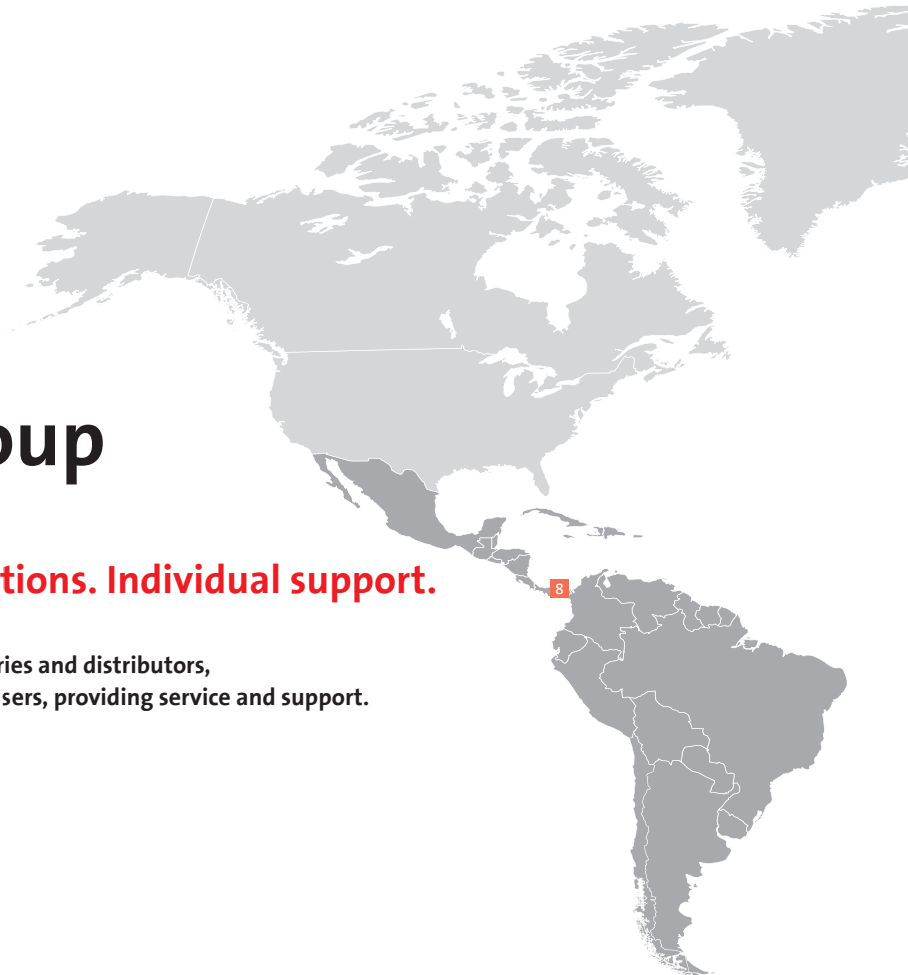 oup
tions. Individual support.
8
ries and distributors,
sers, providing service and support.